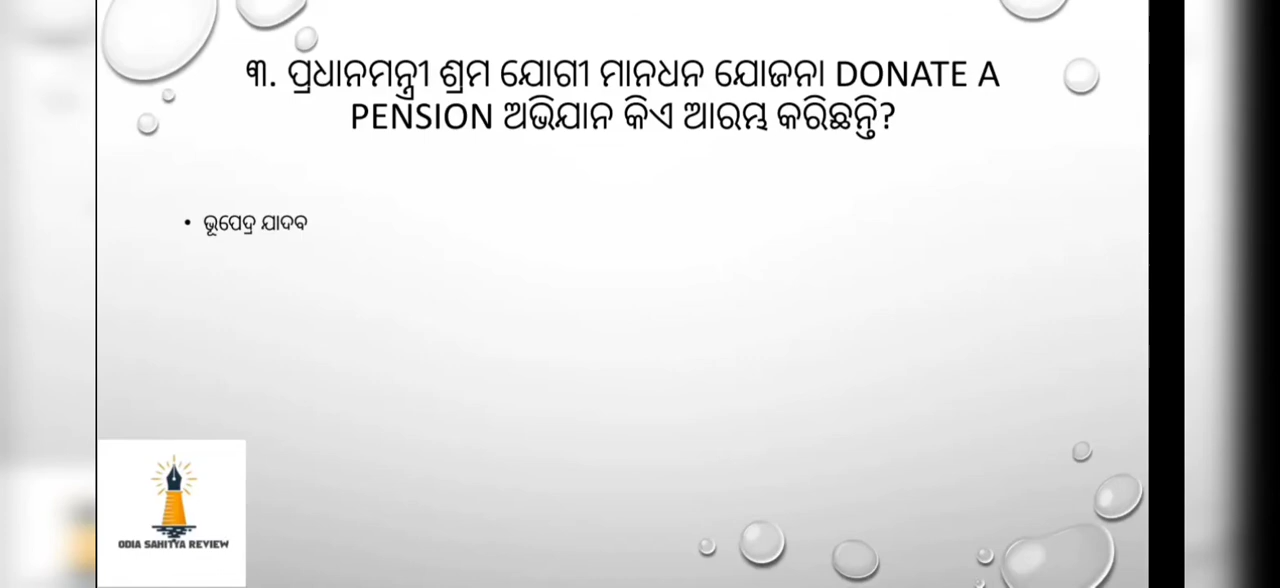 ୩. ପ୍ରଧାନମନ୍ତ୍ରୀ ଶ୍ରମ ଯୋଗୀ ମାନଧନ ଯୋଜନା DONATE A
PENSION ଅଭିଯାନ କିଏ ଆରମ୍ଭ କରିଛନ୍ତି?
• ଭୂପେଦ୍ର ଯାଦବ
ODIA SAHITYA REVIEW